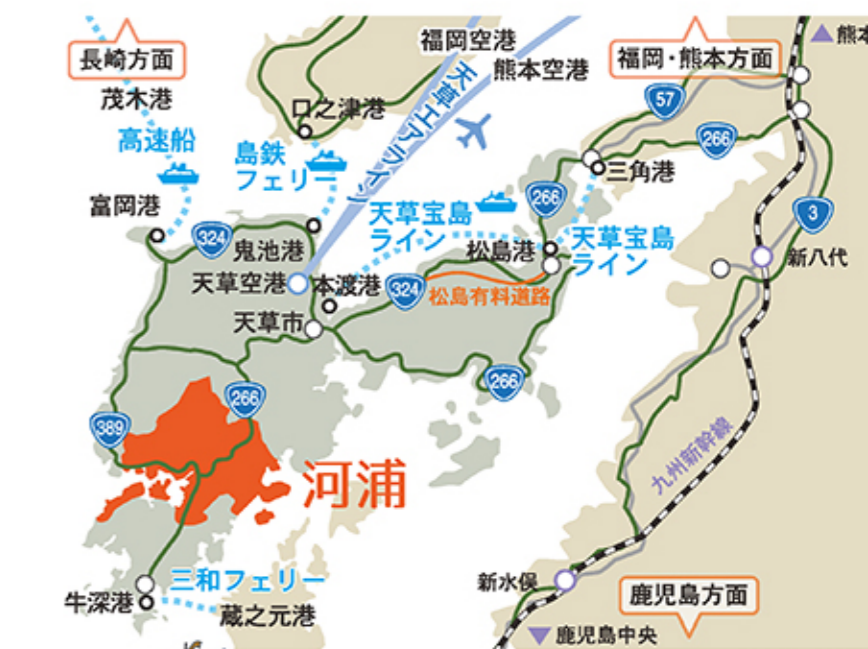 長崎方面
茂木港
高速船
富岡港
島鉄
フェリー
口之津港
福岡空港
熊本空港
天草エアライン
福岡・熊本方面
熊本
57
266
三角港
3
新八代
324
鬼池港
天草空港
本渡港
天草市
天草宝島
ライン
266
松島港
天草宝島
ライン
324
松島有料道路
266
266
389
河浦
九州新幹線
牛深港
三和フェリー
蔵之元港
新水俣
鹿児島方面
鹿児島中央